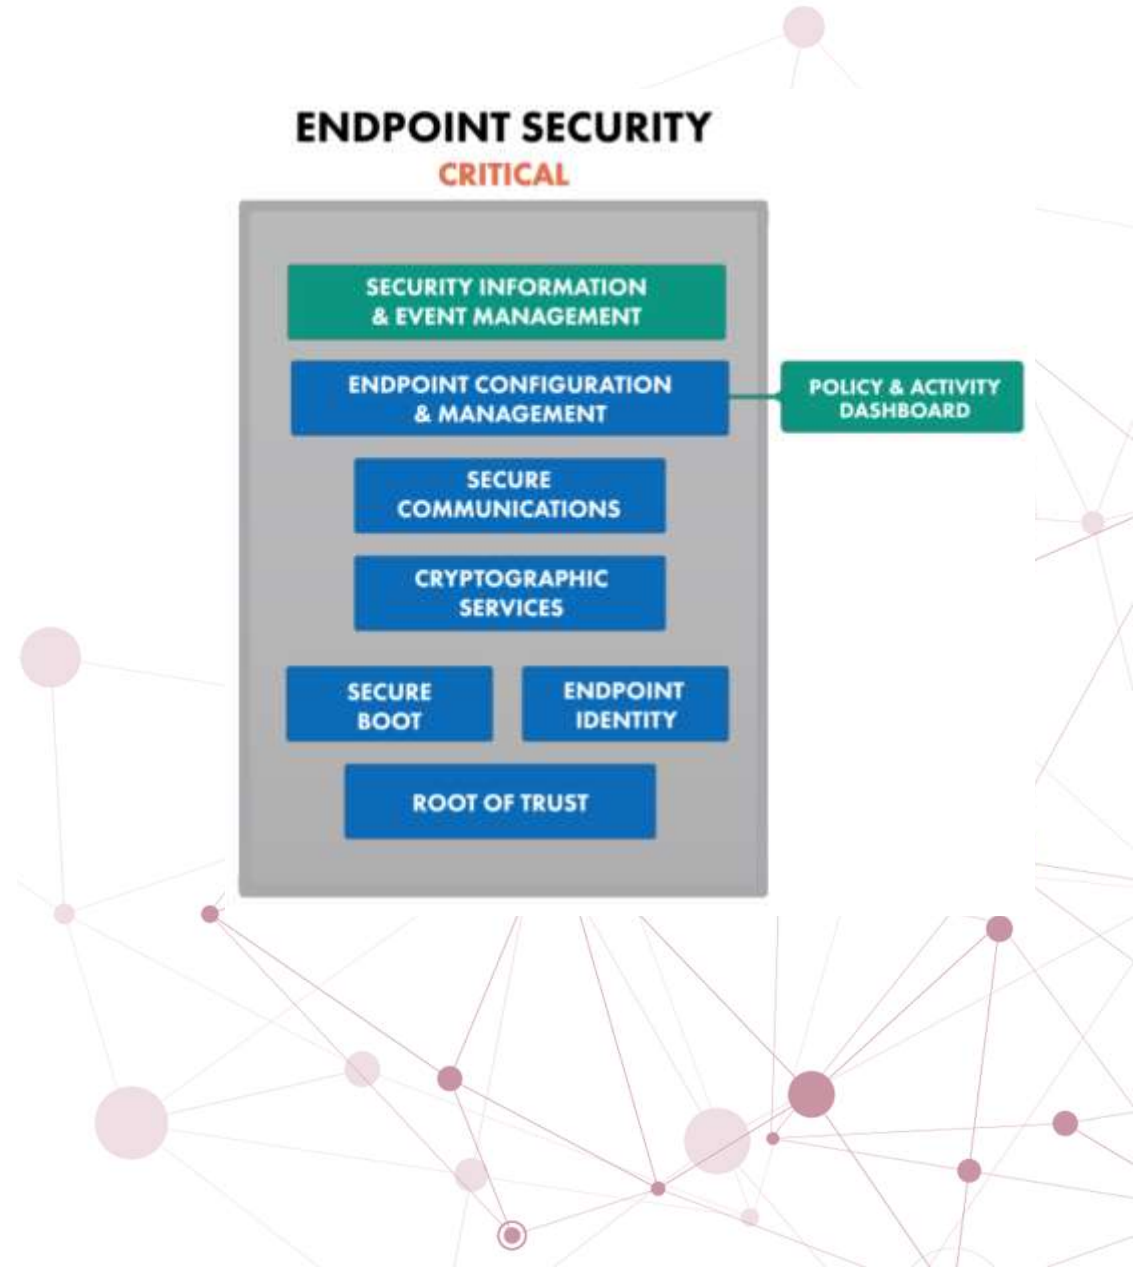 ENDPOINT SECURITY
CRITICAL
SECURITY INFORMATION
& EVENT MANAGEMENT
ENDPOINT CONFIGURATION
& MANAGEMENT
POLICY & ACTIVITY
DASHBOARD
SECURE
COMMUNICATIONS
CRYPTOGRAPHIC
SERVICES
SECURE
BOOT
ENDPOINT
IDENTITY
ROOT OF TRUST